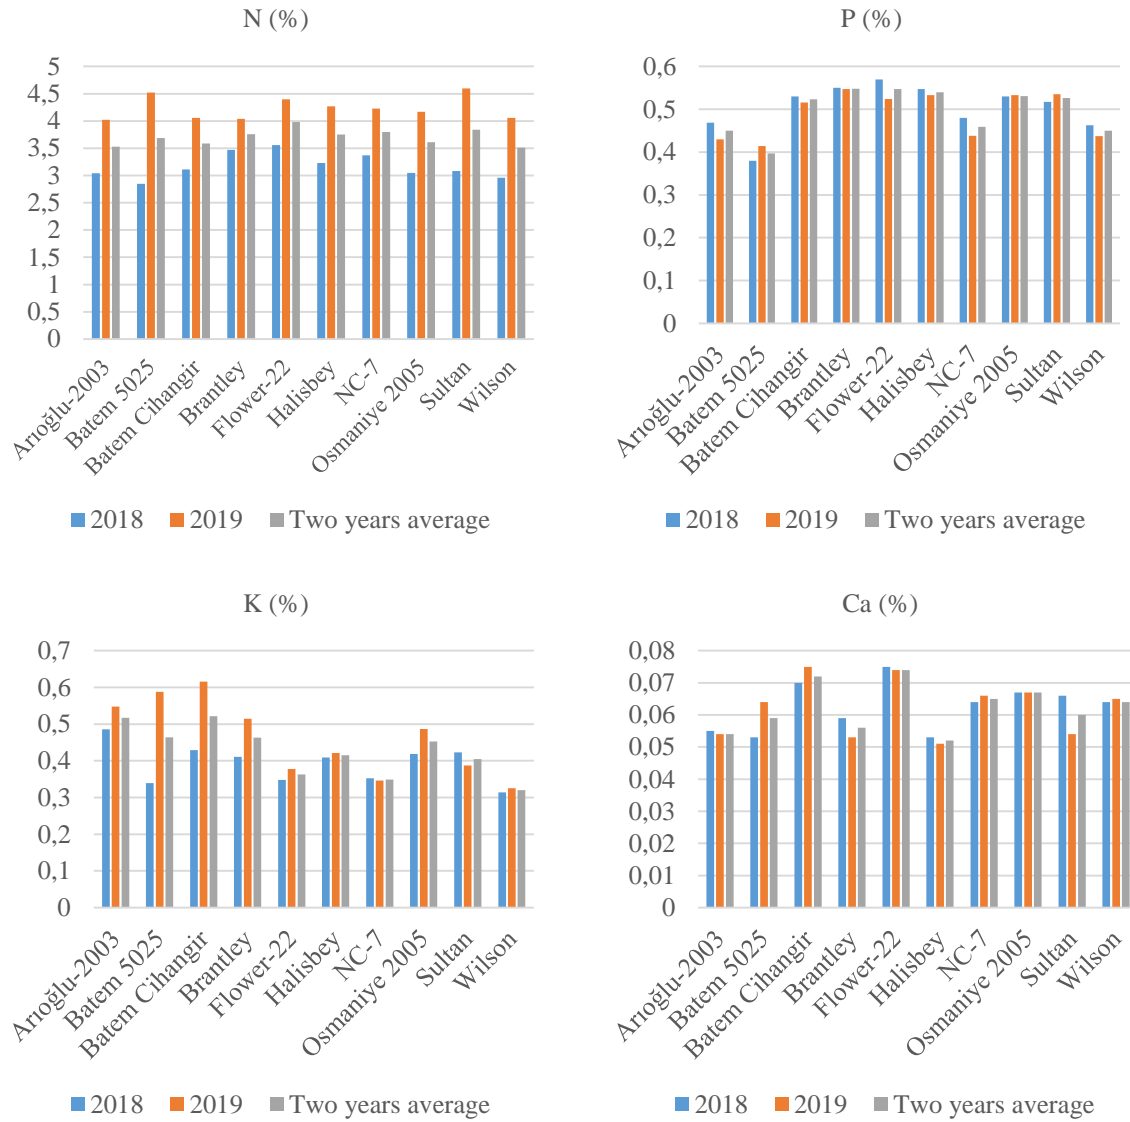 N (%)
5
4,5
4
3,5
3
2,5
2
1,5
1
0,5
0
Arıoğlu-2003
Batem 5025
Batem Cihangir
Brantley
Flower-22
Halisbey
NC-7
Osmaniye 2005
Sultan
Wilson
2018 2019 Two years average
P (%)
0,6
0,5
0,4
0,3
0,2
0,1
0
Arıoğlu-2003
Batem 5025
Batem Cihangir
Brantley
Flower-22
Halisbey
NC-7
Osmaniye 2005
Sultan
Wilson
2018 2019 Two years average
K (%)
0,7
0,6
0,5
0,4
0,3
0,2
0,1
0
Arıoğlu-2003
Batem 5025
Batem Cihangir
Brantley
Flower-22
Halisbey
NC-7
Osmaniye 2005
Sultan
Wilson
2018 2019 Two years average
Ca (%)
0,08
0,07
0,06
0,05
0,04
0,03
0,02
0,01
0
Arıoğlu-2003
Batem 5025
Batem Cihangir
Brantley
Flower-22
Halisbey
NC-7
Osmaniye 2005
Sultan
Wilson
2018 2019 Two years average